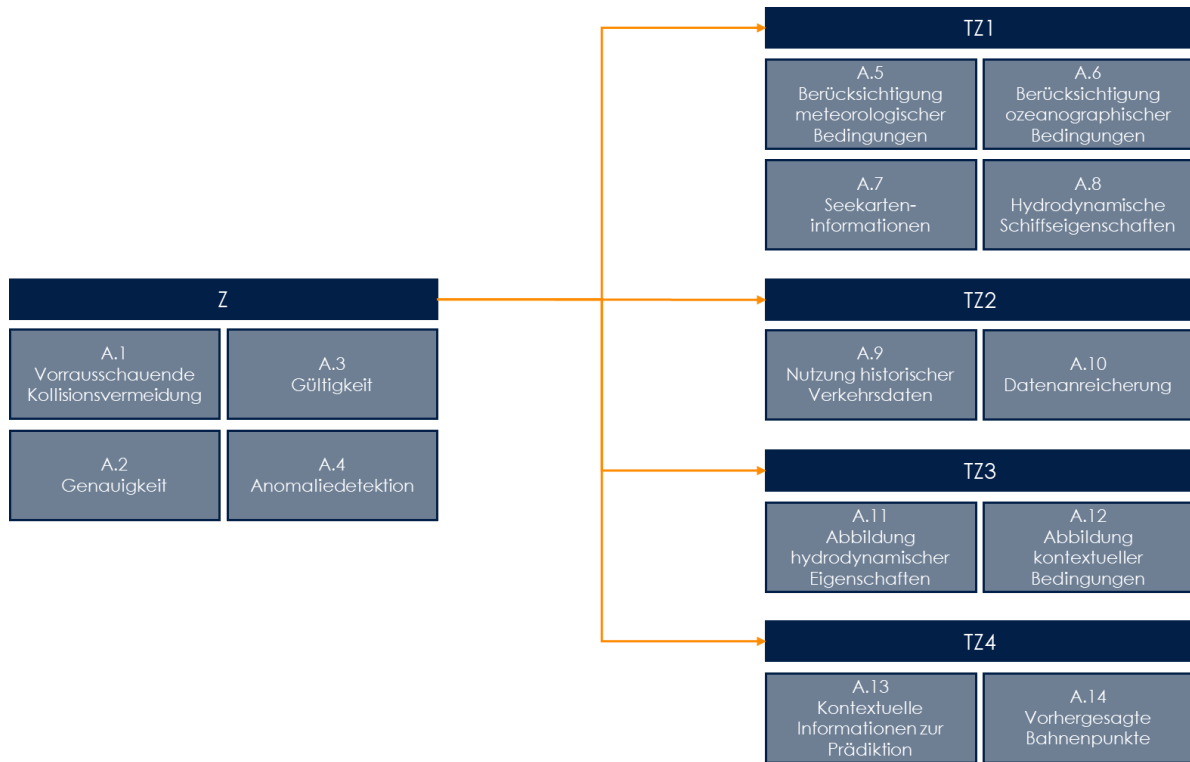 TZ1
A.5
Berücksichtigung
meteorologischer
Bedingungen
A.6
Berücksichtigung
ozeanographischer
Bedingungen
A.7
Seekarten-
informationen
A.8
Hydrodynamische
Schiffseigenschaften
Z
A.1
Vorrausschauende
Kollisionsvermeidung
A.3
Gültigkeit
A.2
Genauigkeit
A.4
Anomaliedetektion
TZ2
A.9
Nutzung historischer
Verkehrsdaten
A.10
Datenanreicherung
TZ3
A.11
Abbildung
hydrodynamischer
Eigenschaften
A.12
Abbildung
kontextueller
Bedingungen
TZ4
A.13
Kontextuelle
Informationen zur
Prädiktion
A.14
Vorhergesagte
Bahnenpunkte